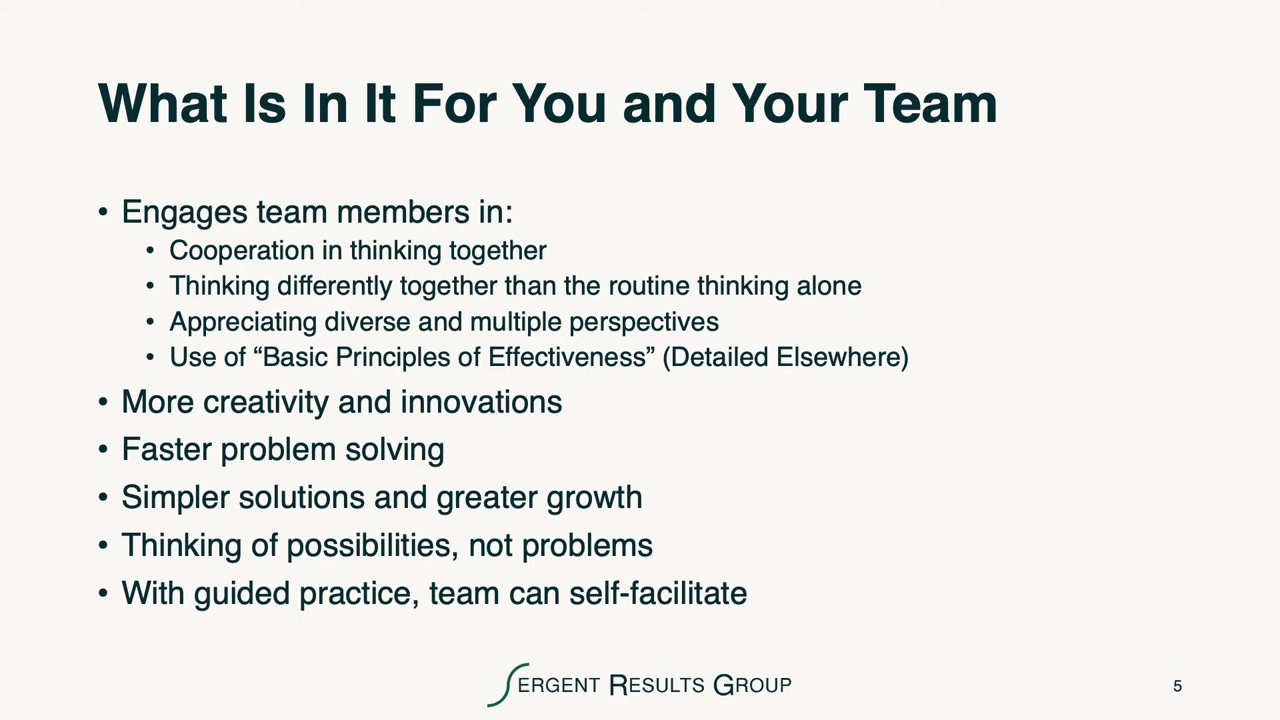 What Is In It For You and Your Team
• Engages team members in:
• Cooperation in thinking together
• Thinking differently together than the routine thinking alone
• Appreciating diverse and multiple perspectives
• Use of “Basic Principles of Effectiveness” (Detailed Elsewhere)
• More creativity and innovations
• Faster problem solving
• Simpler solutions and greater growth
• Thinking of possibilities, not problems
• With guided practice, team can self-facilitate
SERGENT RESULTS GROUP
5